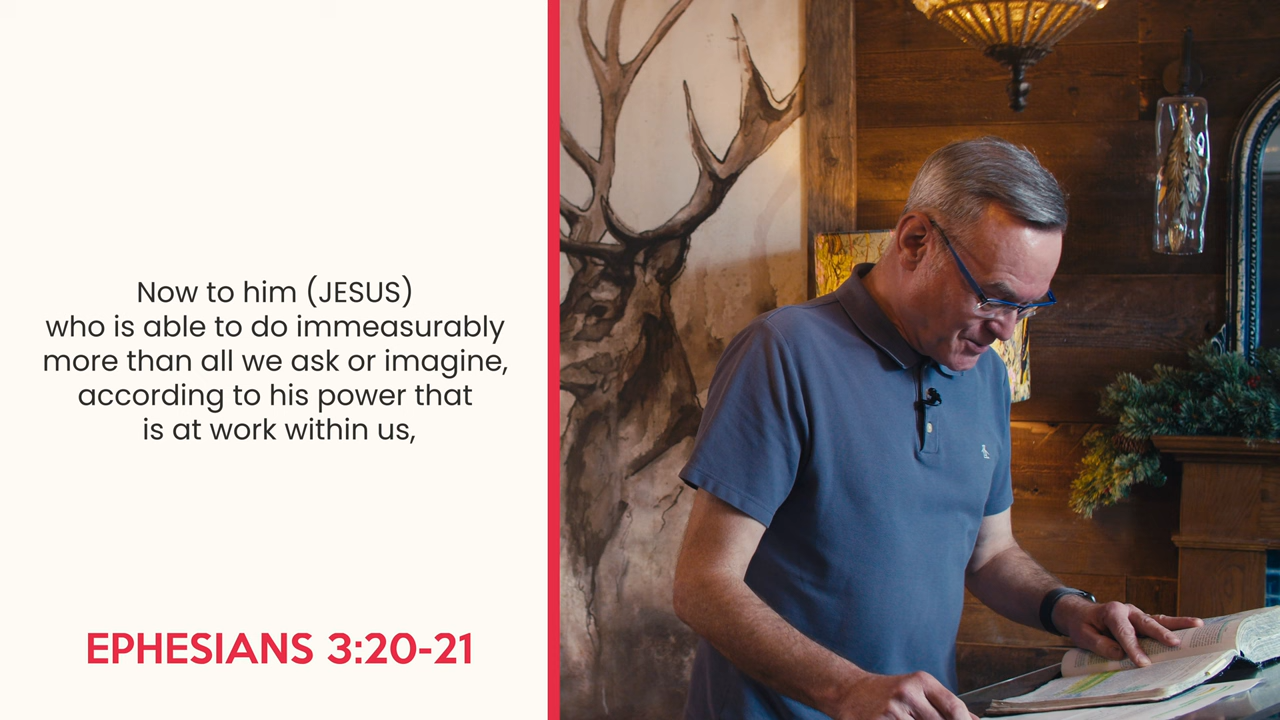 Now to him (JESUS)
who is able to do immeasurably
more than all we ask or imagine,
according to his power that
is at work within us,
EPHESIANS 3:20-21